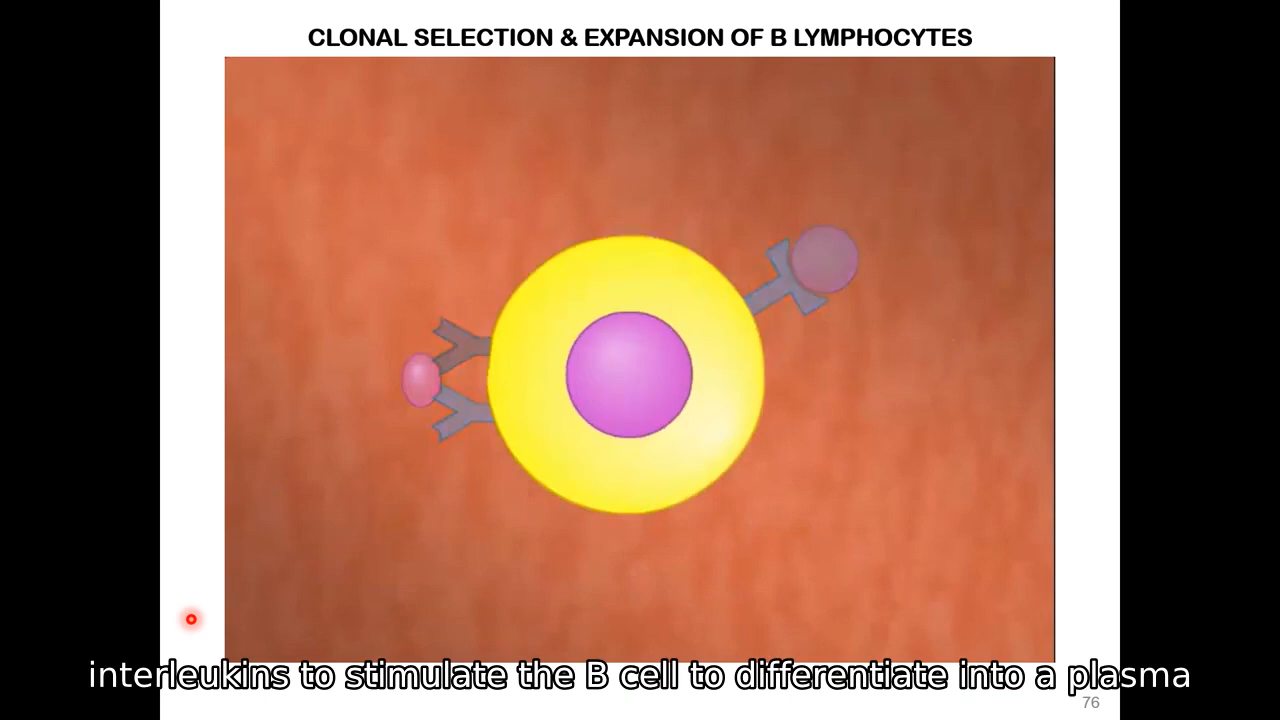 CLONAL SELECTION & EXPANSION OF B LYMPHOCYTES
interleukins to stimulate the B cell to differentiate into a plasma
76